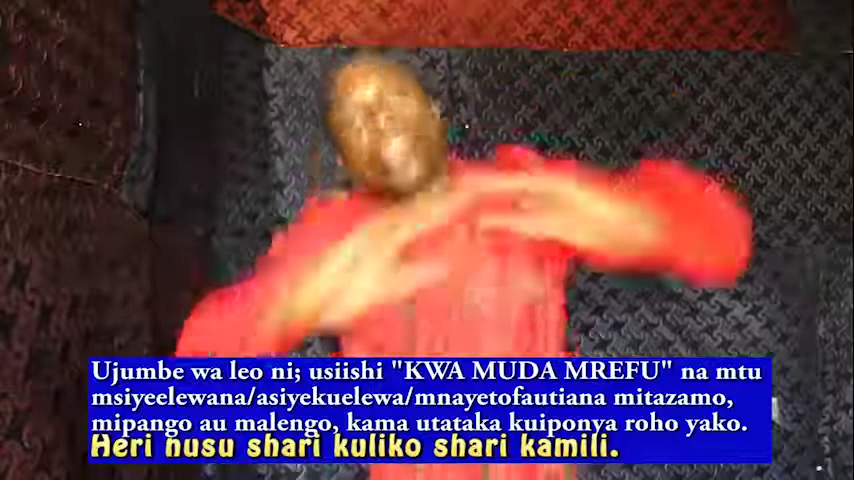 Ujumbe wa leo ni; usiishi "KWA MUDA MREFU" na mtu
msiyeelewana/asiyekuelewa/mnayetofautiana mitazamo,
mipango au malengo, kama utataka kuiponya roho yako.
Heri nusu shari kuliko shari kamili.